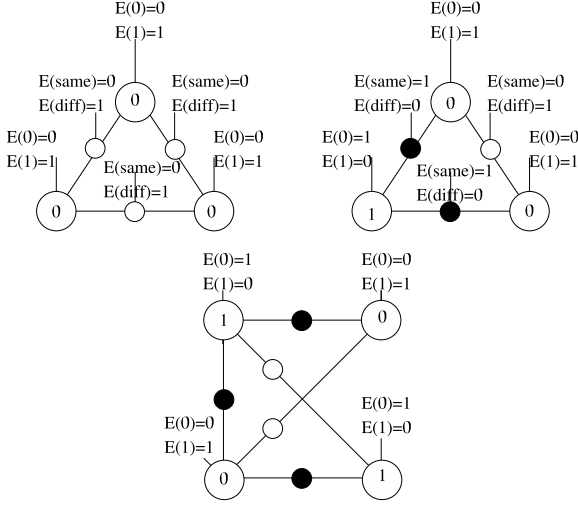 E(0)=0
E(1)=1
E(same)=0
E(diff)=1
0
E(same)=0
E(diff)=1
E(0)=0
E(1)=1
E(same)=0
E(diff)=1
E(0)=0
E(1)=1
0
0
E(0)=0
E(1)=1
E(same)=1
E(diff)=0
0
E(same)=0
E(diff)=1
E(0)=1
E(1)=0
E(same)=1
E(diff)=0
E(0)=0
E(1)=1
1
0
E(0)=1
E(1)=0
E(0)=0
E(1)=1
1
0
E(0)=0
E(1)=1
E(0)=1
E(1)=0
0
1